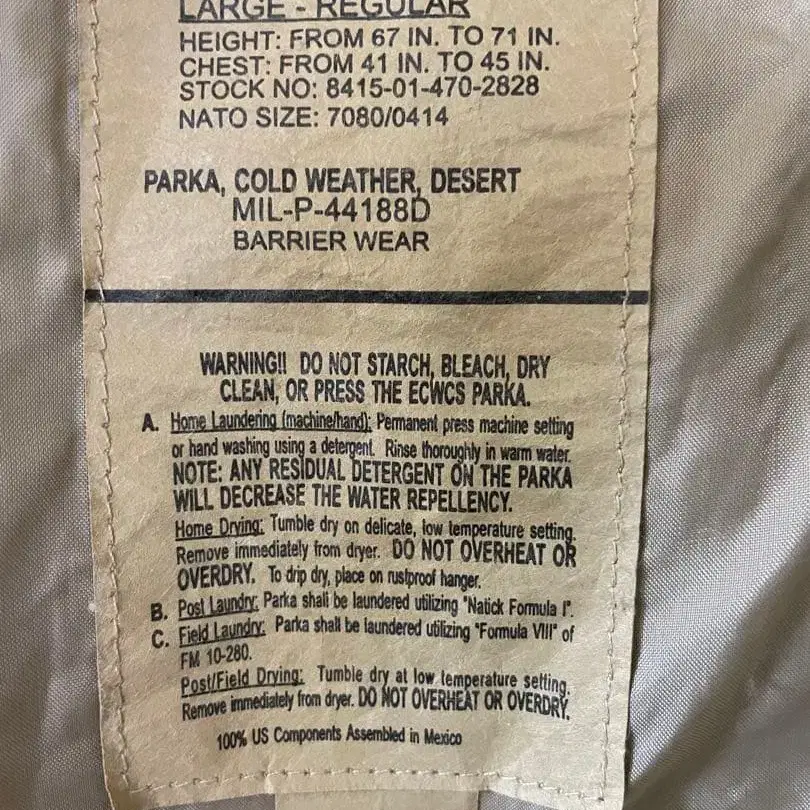 LARGE - REGULAR
HEIGHT: FROM 67 IN. TO 71 IN.
CHEST: FROM 41 IN. TO 45 IN.
STOCK NO: 8415-01-470-2828
NATO SIZE: 7080/0414
PARKA, COLD WEATHER, DESERT
MIL-P-44188D
BARRIER WEAR
WARNING!! DO NOT STARCH, BLEACH, DRY
CLEAN, OR PRESS THE ECWCS PARKA.
A. Home Laundering (machine/hand): Permanent press machine setting
or hand washing using a detergent. Rinse thoroughly in warm water.
NOTE: ANY RESIDUAL DETERGENT ON THE PARKA
WILL DECREASE THE WATER REPELLENCY.
Home Drying: Tumble dry on delicate, low temperature setting.
Remove immediately from dryer. DO NOT OVERHEAT OR
OVERDRY. To drip dry, place on rustproof hanger.
B. Post Laundry: Parka shall be laundered utilizing "Natick Formula I".
C. Field Laundry: Parka shall be laundered utilizing "Formula VIII" of
FM 10-280.
Post/Field Drying: Tumble dry at low temperature setting.
Remove immediately from dryer. DO NOT OVERHEAT OR OVERDRY.
100% US Components Assembled in Mexico